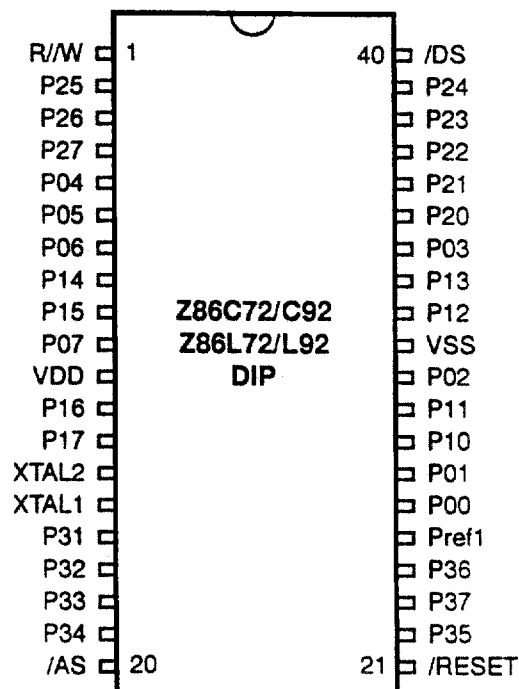 R//W 1 40 /DS
P25 P24
P26 P23
P27 P22
P04 P21
P05 P20
P06 P03
P14 P13
P15 Z86C72/C92 P12
P07 Z86L72/L92 VSS
VDD DIP P02
P16 P11
P17 P10
XTAL2 P01
XTAL1 P00
P31 Pref1
P32 P36
P33 P37
P34 P35
/AS 20 21 /RESET